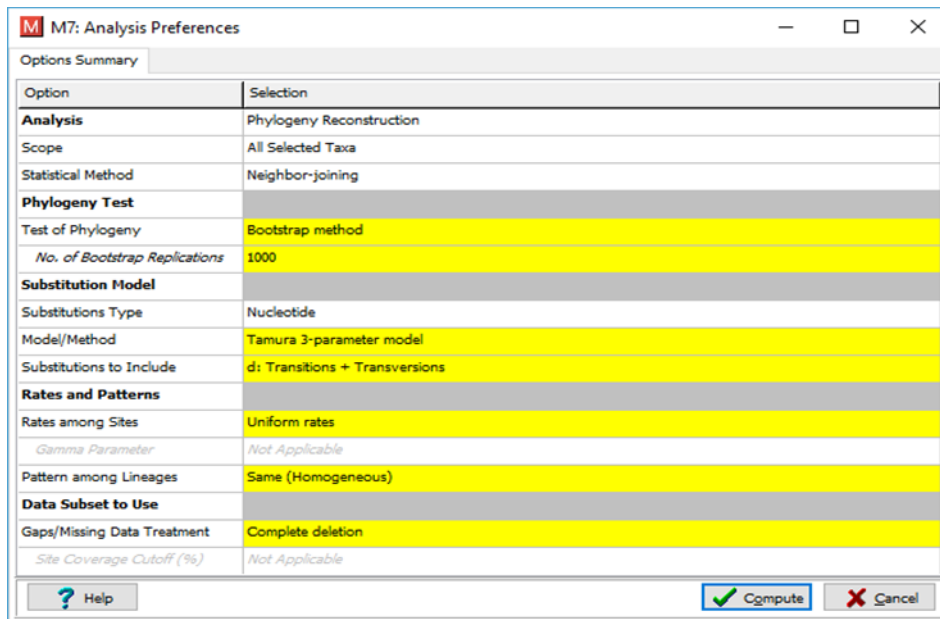 M M7: Analysis Preferences
Options Summary
Option Selection
Analysis Phylogeny Reconstruction
Scope All Selected Taxa
Statistical Method Neighbor-joining
Phylogeny Test
Test of Phylogeny Bootstrap method
No. of Bootstrap Replications 1000
Substitution Model
Substitutions Type Nucleotide
Model/Method Tamura 3-parameter model
Substitutions to Include d: Transitions + Transversions
Rates and Patterns
Rates among Sites Uniform rates
Gamma Parameter Not Applicable
Pattern among Lineages Same (Homogeneous)
Data Subset to Use
Gaps/Missing Data Treatment Complete deletion
Site Coverage Cutoff (%) Not Applicable
? Help Compute Cancel